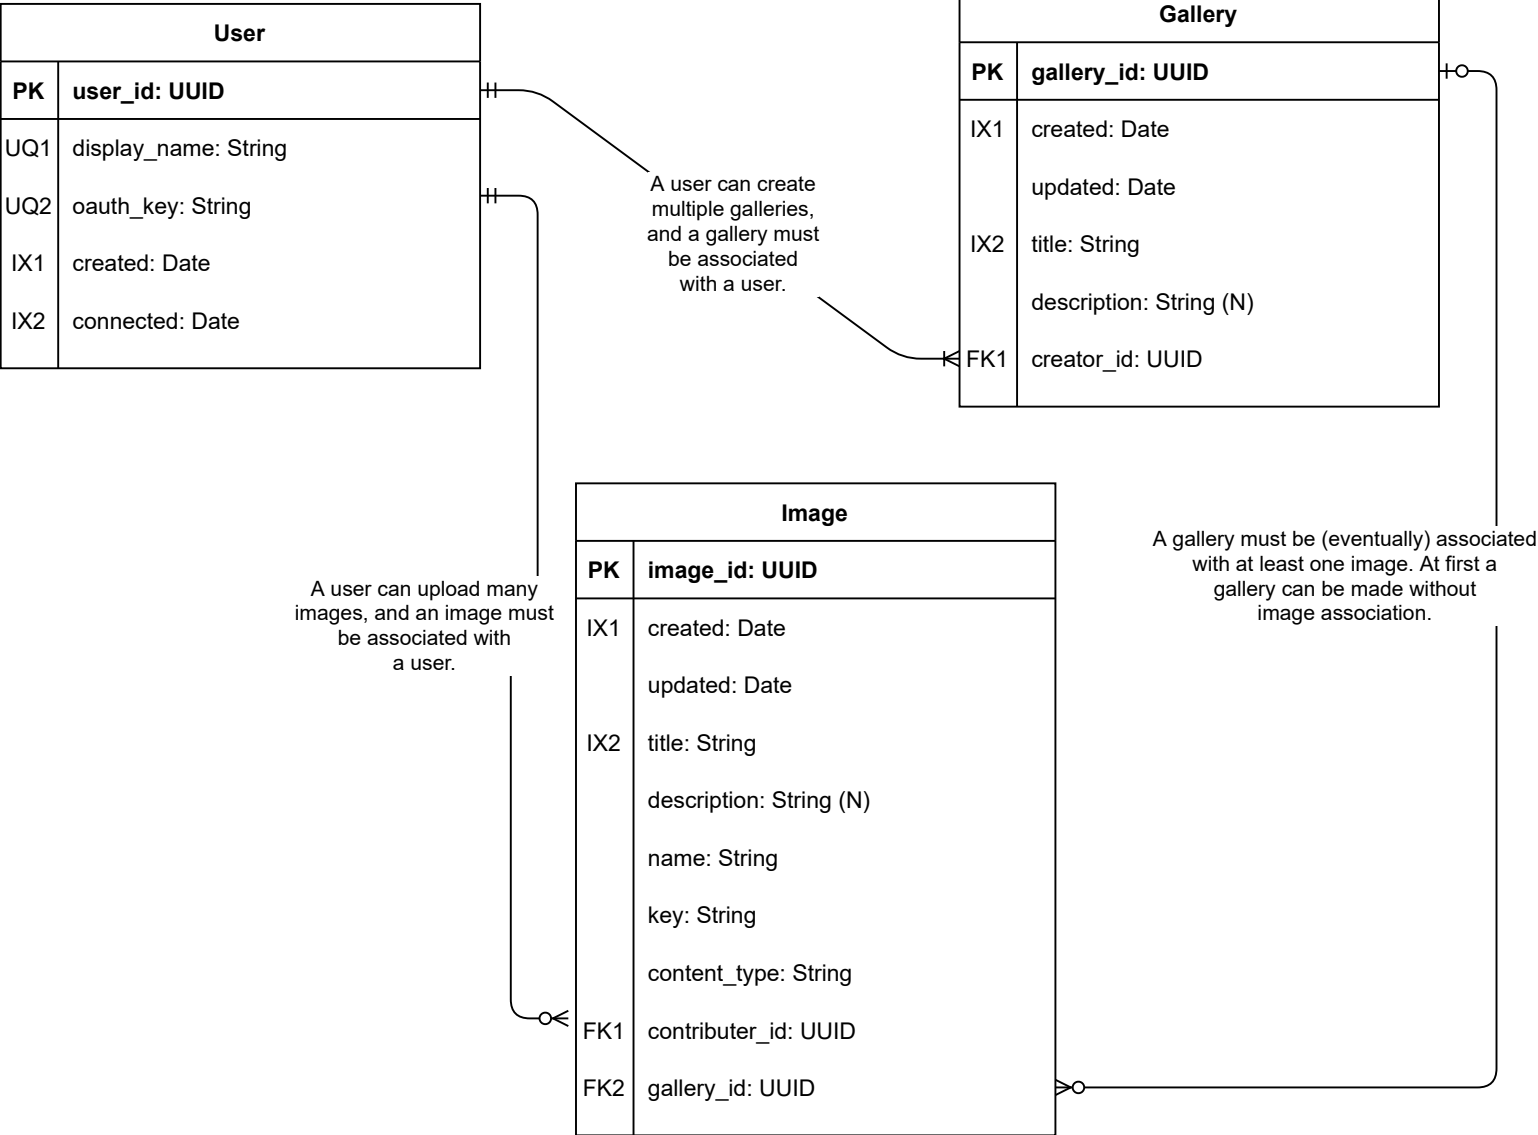 User
PK user_id: UUID
UQ1 display_name: String
UQ2 oauth_key: String
IX1 created: Date
IX2 connected: Date
A user can create
multiple galleries,
and a gallery must
be associated
with a user.
Gallery
PK gallery_id: UUID
IX1 created: Date
updated: Date
IX2 title: String
description: String (N)
FK1 creator_id: UUID
A user can upload many
images, and an image must
be associated with
a user.
Image
PK image_id: UUID
IX1 created: Date
updated: Date
IX2 title: String
description: String (N)
name: String
key: String
content_type: String
FK1 contributer_id: UUID
FK2 gallery_id: UUID
A gallery must be (eventually) associated
with at least one image. At first a
gallery can be made without
image association.